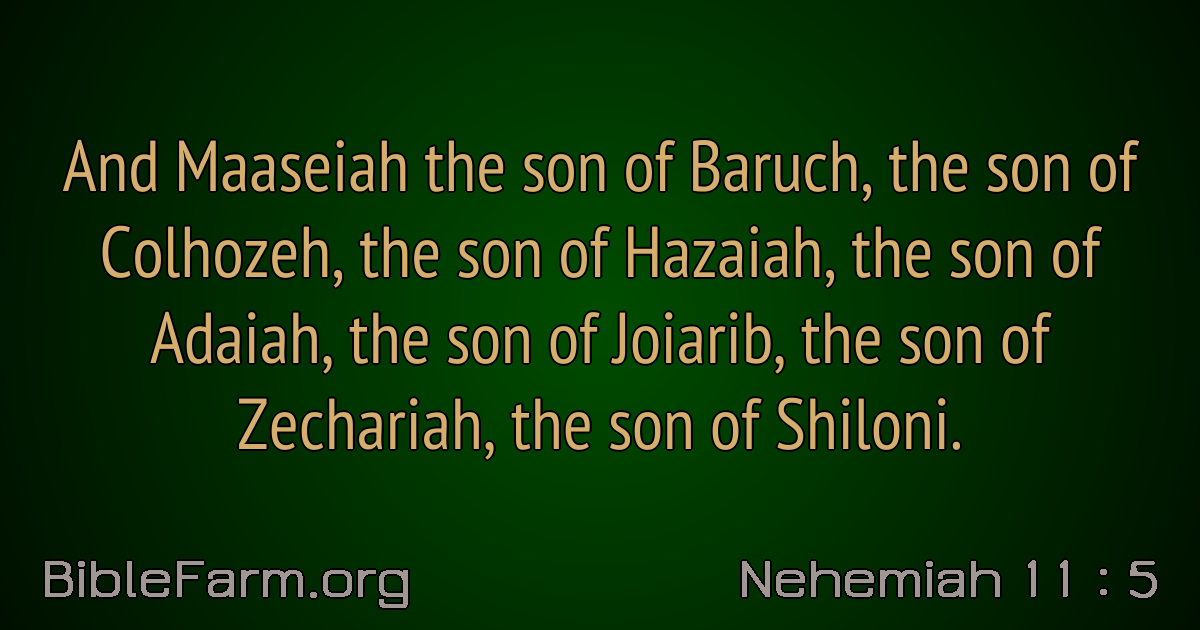 And Maaseiah the son of Baruch, the son of
Colhozeh, the son of Hazaiah, the son of
Adaiah, the son of Joiarib, the son of
Zechariah, the son of Shiloni.
BibleFarm.org
Nehemiah 11 : 5